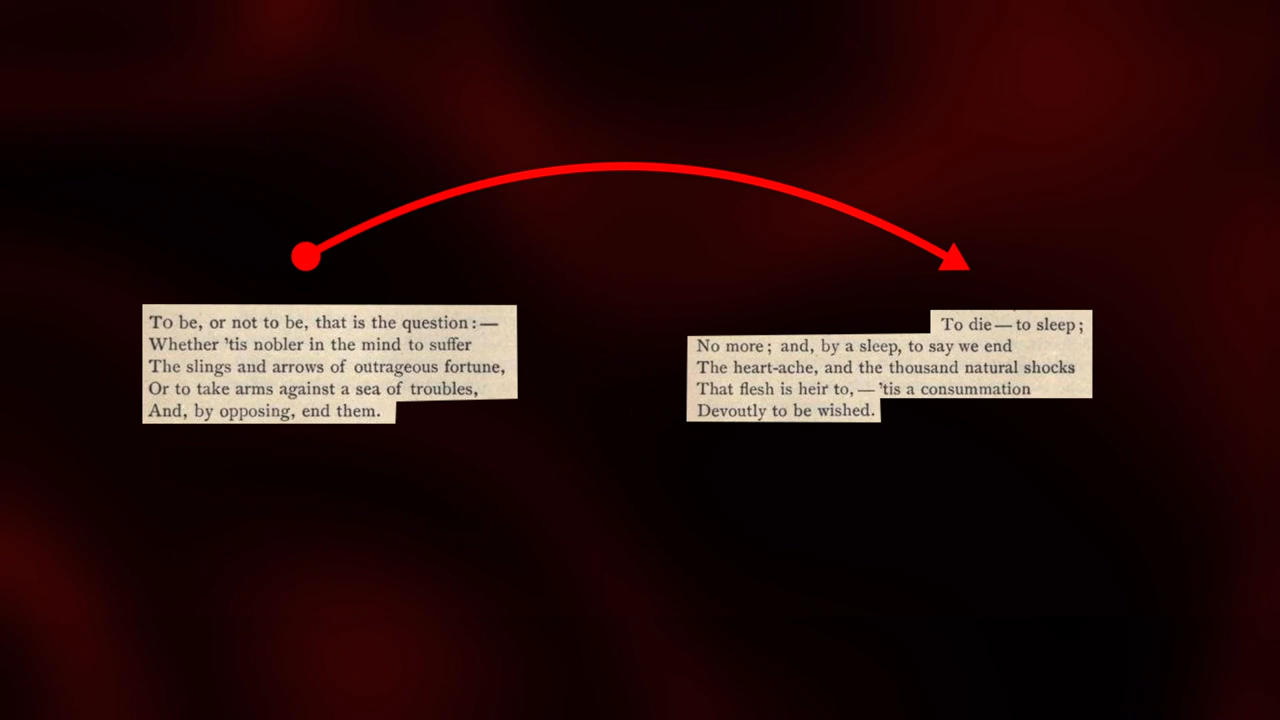 To be, or not to be, that is the question:—
Whether 'tis nobler in the mind to suffer
The slings and arrows of outrageous fortune,
Or to take arms against a sea of troubles,
And, by opposing, end them.
To die—to sleep;
No more; and, by a sleep, to say we end
The heart-ache, and the thousand natural shocks
That flesh is heir to,—'tis a consummation
Devoutly to be wished.